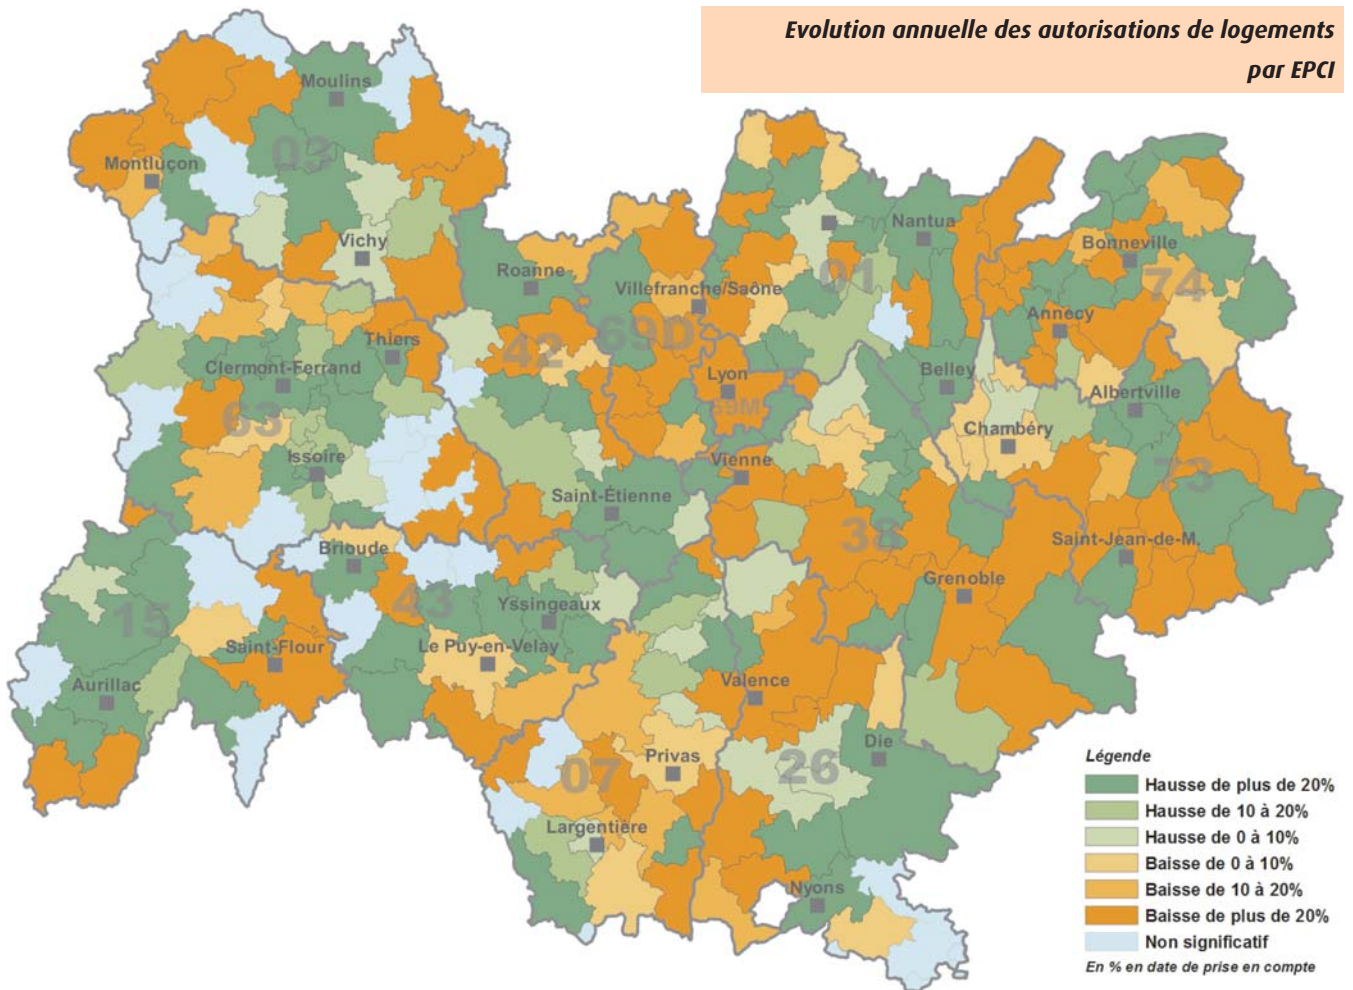 Evolution annuelle des autorisations de logements
par EPCI
Moulins
03
Montluçon
Vichy
Nantua
Roanne
Bonneville
01
Villefranche/Saône
74
Annecy
42
69D
Thiers
Clermont-Ferrand
Lyon
Belley
69M
Albertville
63
Chambéry
Issoire
Vienne
73
Saint-Étienne
38
Saint-Jean-de-M.
Brioude
Grenoble
43
Yssingeaux
15
Saint-Flour
Le Puy-en-Velay
Aurillac
Valence
Die
Privas
07
26
Largentière
Nyons
Légende
Hausse de plus de 20%
Hausse de 10 à 20%
Hausse de 0 à 10%
Baisse de 0 à 10%
Baisse de 10 à 20%
Baisse de plus de 20%
Non significatif
En % en date de prise en compte